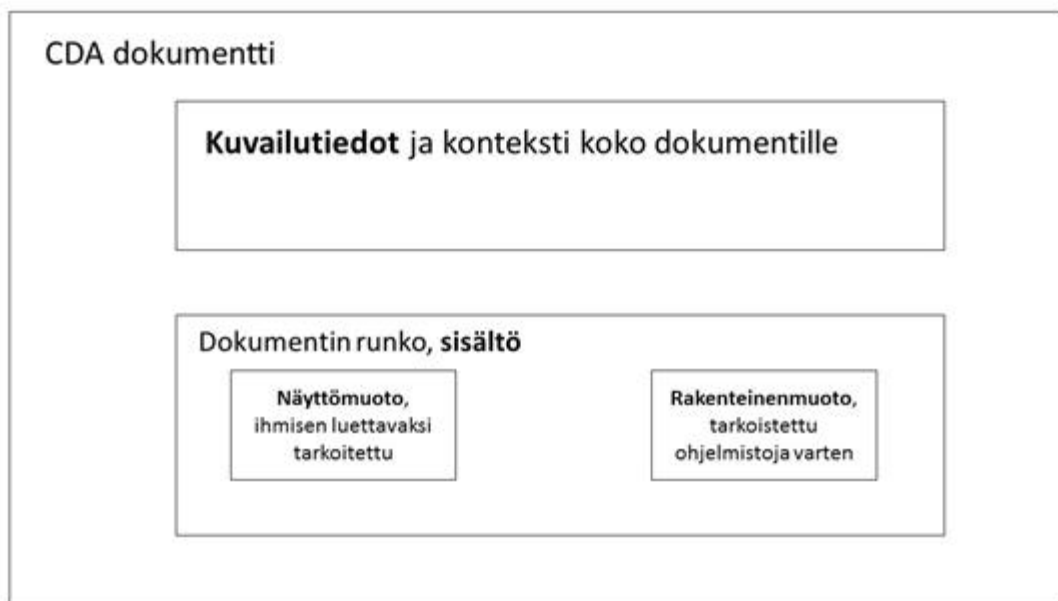 CDA dokumentti
Kuvailutiedot ja konteksti koko dokumentille
Dokumentin runko, sisältö
Näyttömuoto,
ihmisen luettavaksi
tarkoitettu
Rakenteinenmuoto,
tarkoistettu
ohjelmistoja varten